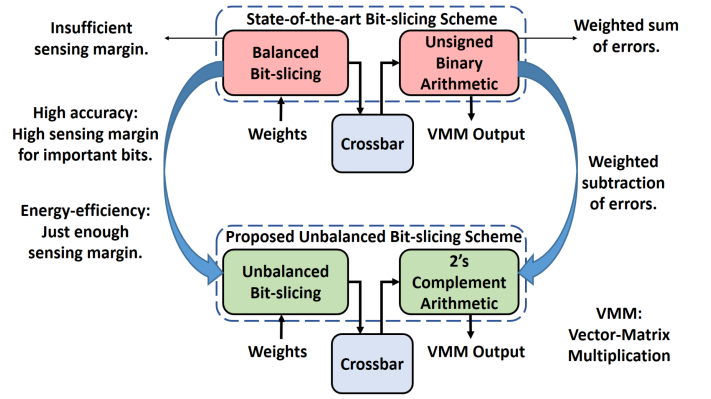 State-of-the-art Bit-slicing Scheme
Insufficient
sensing margin.
Balanced
Bit-slicing
Unsigned
Binary
Arithmetic
Weighted sum
of errors.
Weights
Crossbar
VMM Output
High accuracy:
High sensing margin
for important bits.
Energy-efficiency:
Just enough
sensing margin.
Weighted
subtraction
of errors.
Proposed Unbalanced Bit-slicing Scheme
Unbalanced
Bit-slicing
2's
Complement
Arithmetic
Weights
Crossbar
VMM Output
VMM:
Vector-Matrix
Multiplication